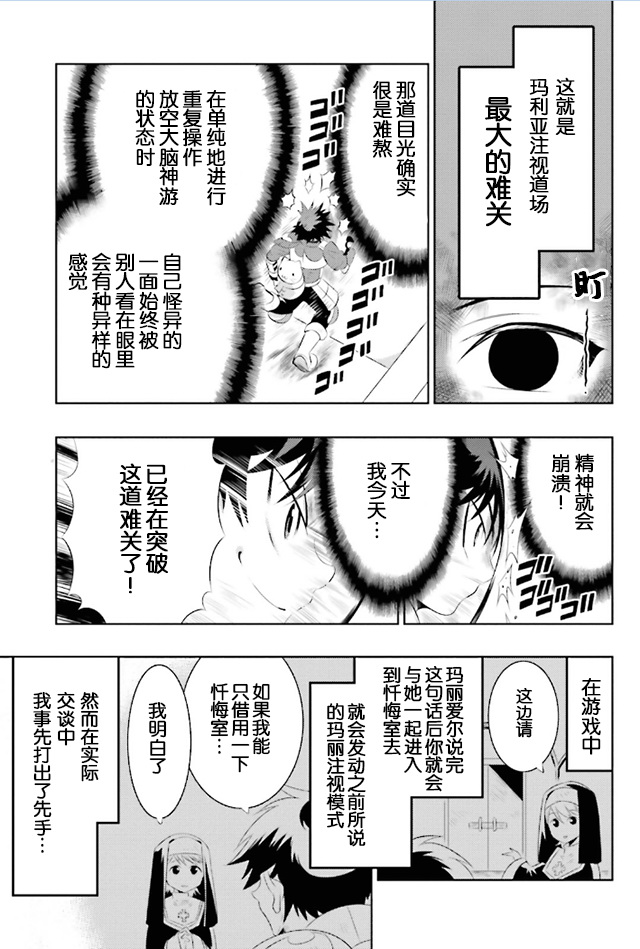 这就是
玛利亚注视道场
最大的难关
盯
那道目光确实
很是难熬
ゴゴゴ
在单纯地进行
重复操作
放空大脑神游
的状态时
自己怪异的
一面始终被
别人看在眼里
会有种异样的
感觉
精神就会
崩溃！
ゴゴゴ
不过
我今天…
已经在突破
这道难关了！
在游戏中
这边请
玛丽爱尔说完
这句话后你就会
与她一起进入
到忏悔室去
就会发动之前所说
的玛丽注视模式
如果我能
只借用一下
忏悔室…
我明白了
然而在实际
交谈中
我事先打出了先手…